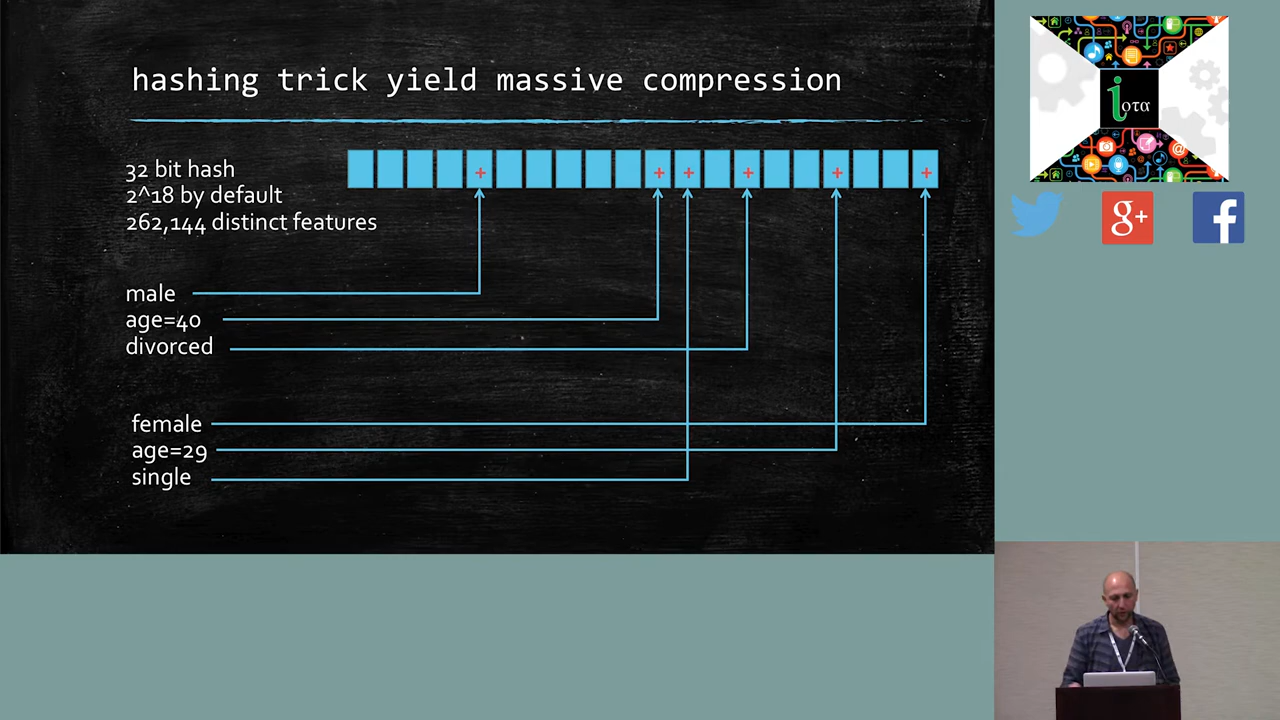 hashing trick yield massive compression
32 bit hash
2^18 by default
262,144 distinct features
+ + + + + +
male
age=40
divorced
female
age=29
single
iοτα
g+
f
@